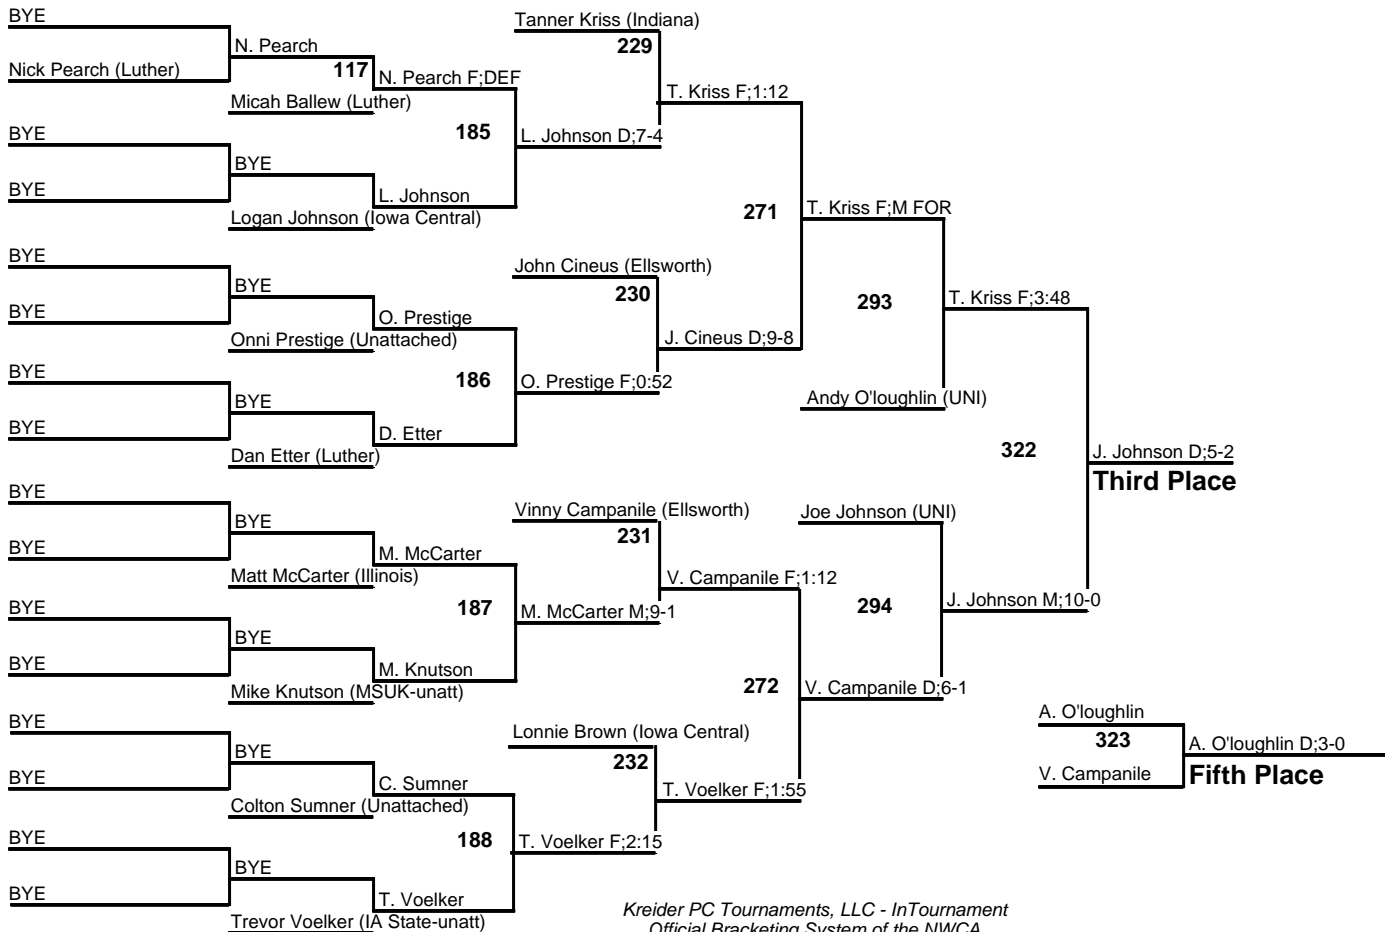 BYE
Nick Pearch (Luther)
N. Pearch
117
Micah Ballew (Luther)
N. Pearch F;DEF
BYE
BYE
BYE
Logan Johnson (Iowa Central)
L. Johnson
185
L. Johnson D;7-4
Tanner Kriss (Indiana)
229
T. Kriss F;1:12
BYE
BYE
BYE
Onni Prestige (Unattached)
O. Prestige
BYE
BYE
BYE
Dan Etter (Luther)
D. Etter
186
O. Prestige F;0:52
John Cineus (Ellsworth)
230
J. Cineus D;9-8
271
T. Kriss F;M FOR
293
Andy O'loughlin (UNI)
T. Kriss F;3:48
BYE
BYE
BYE
Matt McCarter (Illinois)
M. McCarter
BYE
BYE
BYE
Mike Knutson (MSUK-unatt)
M. Knutson
187
M. McCarter M;9-1
Vinny Campanile (Ellsworth)
231
V. Campanile F;1:12
BYE
BYE
BYE
Colton Sumner (Unattached)
C. Sumner
BYE
BYE
BYE
Trevor Voelker (IA State-unatt)
T. Voelker
188
T. Voelker F;2:15
Lonnie Brown (Iowa Central)
232
T. Voelker F;1:55
272
V. Campanile D;6-1
Joe Johnson (UNI)
294
J. Johnson M;10-0
322
J. Johnson D;5-2
Third Place
A. O'loughlin
323
V. Campanile
A. O'loughlin D;3-0
Fifth Place
Kreider PC Tournaments, LLC - InTournament
Official Bracketing System of the NWCA